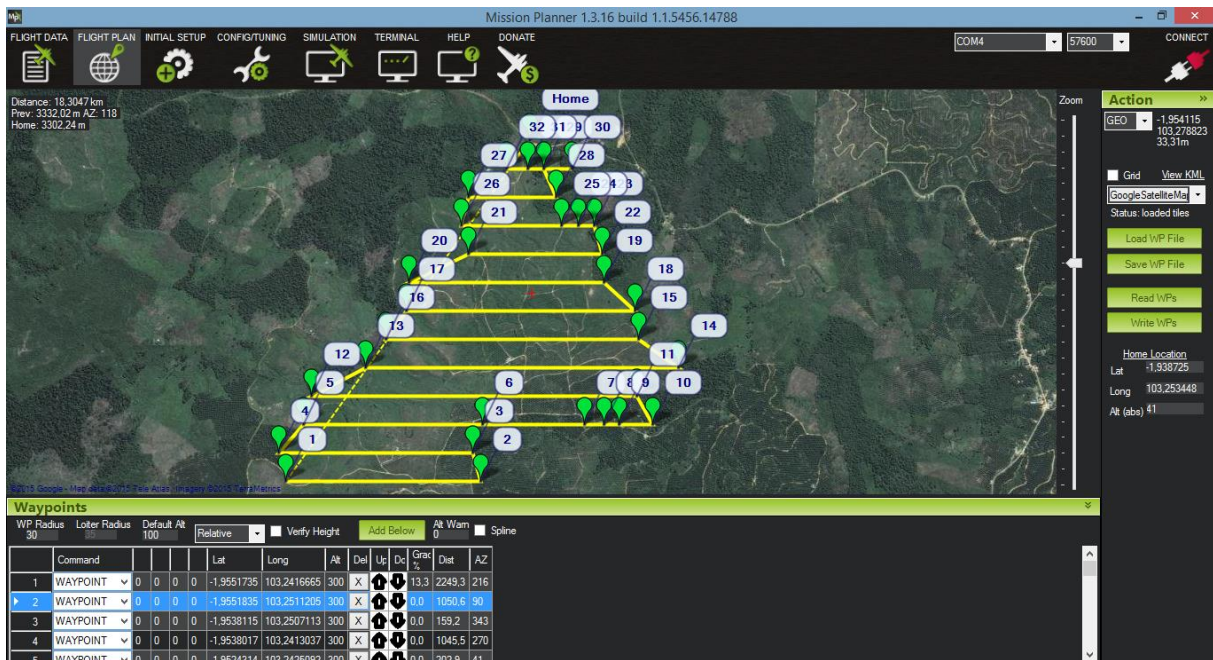 Mission Planner 1.3.16 build 1.1.5456.14788
FLIGHT DATA FLIGHT PLAN INITIAL SETUP CONFIG/TUNING SIMULATION TERMINAL HELP DONATE
COM4 57600 CONNECT
Distance: 18,3047 km
Prev: 3332,02 m AZ: 118
Home: 3302,24 m
Home
32 30
27 28
26 25
21 22
20 19
17 18
16 15
13 14
12 11
5 6 7 8 9 10
4 3
1 2
Zoom
Action
GEO -1,954115
103,278823
33,31m
Grid View KML
GoogleSatelliteMap
Status: loaded tiles
Load WP File
Save WP File
Read WPs
Write WPs
Home Location
Lat -1,938725
Long 103,253448
Alt (abs) 41
Waypoints
WP Radius Loiter Radius Default Alt Alt Warn
30 35 100 Relative Verify Height Add Below 0 Spline
Command Lat Long Alt Del Up Dist AZ
1 WAYPOINT 0 0 0 0 -1,9551735 103,2416665 300 X 13,3 2249,3 216
2 WAYPOINT 0 0 0 0 -1,9551835 103,2511205 300 X 0,0 1050,6 90
3 WAYPOINT 0 0 0 0 -1,9538115 103,2507113 300 X 0,0 159,2 343
4 WAYPOINT 0 0 0 0 -1,9538017 103,2413037 300 X 0,0 1045,5 270